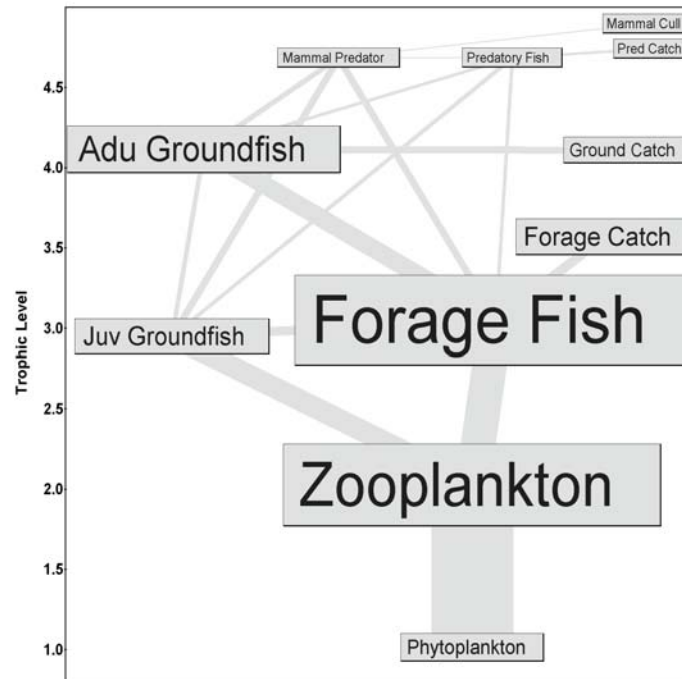 Mammal Cull
Mammal Predator
Predatory Fish
Pred Catch
4.5
Adu Groundfish
Ground Catch
4.0
Forage Catch
3.5
Forage Fish
Juv Groundfish
3.0
Trophic Level
2.5
Zooplankton
2.0
1.5
Phytoplankton
1.0